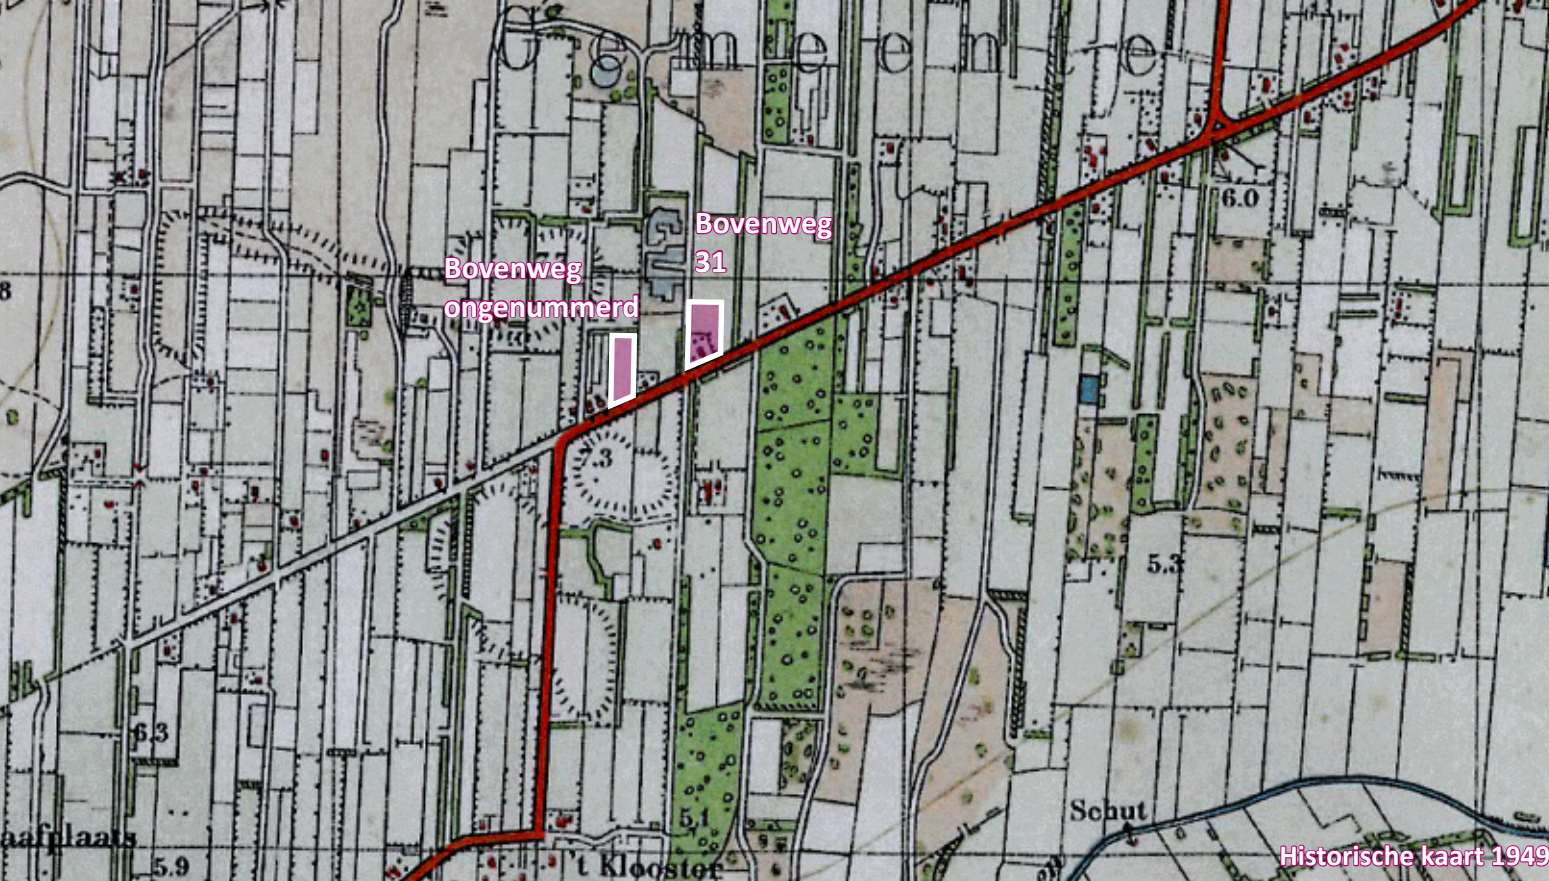 e e m e e e
6.0
Bovenweg
31
Bovenweg
ongenummerd
8
.3
5.3
6.3
Schut
5.1
aafplaats
5.9
't Klooster
Historische kaart 1949